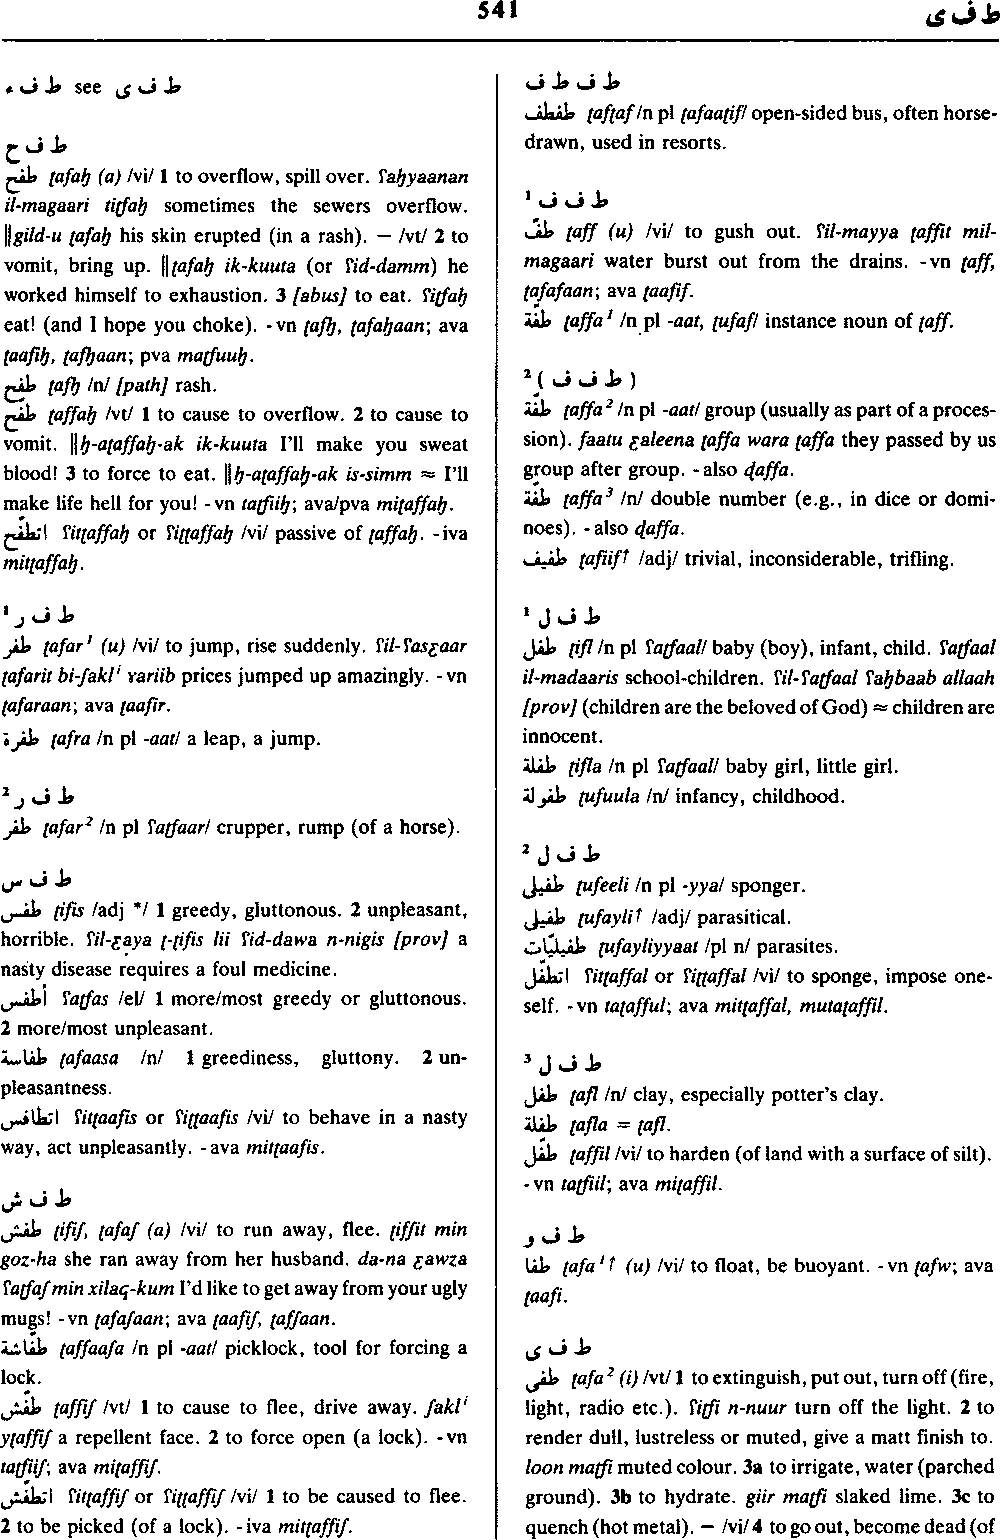 541
ط ف ى
ط ف ء see ط ف ى
ط ف ح
طفح ṭafaḥ (a) /vi/ 1 to overflow, spill over. ʕaḥyaanan
il-magaari tiṭfaḥ sometimes the sewers overflow.
‖gild-u ṭafaḥ his skin erupted (in a rash). — /vt/ 2 to
vomit, bring up. ‖ṭafaḥ ik-kuuta (or ʕid-damm) he
worked himself to exhaustion. 3 [abus] to eat. ʕiṭfaḥ
eat! (and I hope you choke). -vn ṭafḥ, ṭafaḥaan; ava
ṭaafiḥ, ṭafḥaan; pva maṭfuuḥ.
طفح ṭafḥ /n/ [path] rash.
طفّح ṭaffaḥ /vt/ 1 to cause to overflow. 2 to cause to
vomit. ‖ḥ-aṭaffaḥ-ak ik-kuuta I'll make you sweat
blood! 3 to force to eat. ‖ḥ-aṭaffaḥ-ak is-simm ≈ I'll
make life hell for you! -vn taṭfiiḥ; ava/pva miṭaffaḥ.
اتطفّح ʕitṭaffaḥ or ʕiṭṭaffaḥ /vi/ passive of ṭaffaḥ. -iva
mitṭaffaḥ.
ط ف ر ¹
طفر ṭafar¹ (u) /vi/ to jump, rise suddenly. ʕil-ʕasɛaar
ṭafarit bi-ʃaklⁱ ɣariib prices jumped up amazingly. -vn
ṭafaraan; ava ṭaafir.
طفرة ṭafra /n pl -aat/ a leap, a jump.
ط ف ر ²
طفر ṭafar² /n pl ʕaṭfaar/ crupper, rump (of a horse).
ط ف س
طفس ṭifis /adj */ 1 greedy, gluttonous. 2 unpleasant,
horrible. ʕil-ɛaya ṭ-ṭifis lii ʕid-dawa n-nigis [prov] a
nasty disease requires a foul medicine.
أطفس ʕaṭfas /el/ 1 more/most greedy or gluttonous.
2 more/most unpleasant.
طفاسة ṭafaasa /n/ 1 greediness, gluttony. 2 un-
pleasantness.
اتطافس ʕitṭaafis or ʕiṭṭaafis /vi/ to behave in a nasty
way, act unpleasantly. -ava mitṭaafis.
ط ف ش
طفش ṭifiʃ, ṭafaʃ (a) /vi/ to run away, flee. ṭifʃit min
goz-ha she ran away from her husband. da-na ɛawza
ʕaṭfaʃ min xilaq-kum I'd like to get away from your ugly
mugs! -vn ṭafaʃaan; ava ṭaafiʃ, ṭafʃaan.
طفّاشة ṭaffaaʃa /n pl -aat/ picklock, tool for forcing a
lock.
طفّش ṭaffiʃ /vt/ 1 to cause to flee, drive away. ʃaklⁱ
yṭaffiʃ a repellent face. 2 to force open (a lock). -vn
taṭfiiʃ; ava miṭaffiʃ.
اتطفّش ʕitṭaffiʃ or ʕiṭṭaffiʃ /vi/ 1 to be caused to flee.
2 to be picked (of a lock). -iva mitṭaffiʃ.
ط ف ط ف
طفطف ṭafṭaf /n pl ṭafaaṭif/ open-sided bus, often horse-
drawn, used in resorts.
ط ف ف ¹
طفّ ṭaff (u) /vi/ to gush out. ʕil-mayya ṭaffit mil-
magaari water burst out from the drains. -vn ṭaff,
ṭafafaan; ava ṭaafif.
طفّة ṭaffa¹ /n pl -aat, ṭufaf/ instance noun of ṭaff.
(ط ف ف) ²
طفّة ṭaffa² /n pl -aat/ group (usually as part of a proces-
sion). faatu ɛaleena ṭaffa wara ṭaffa they passed by us
group after group. -also ḍaffa.
طفّة ṭaffa³ /n/ double number (e.g., in dice or domi-
noes). -also ḍaffa.
طفيف ṭafiif↑ /adj/ trivial, inconsiderable, trifling.
ط ف ل ¹
طفل ṭifl /n pl ʕaṭfaal/ baby (boy), infant, child. ʕaṭfaal
il-madaaris school-children. ʕil-ʕaṭfaal ʕaḥbaab allaah
[prov] (children are the beloved of God) ≈ children are
innocent.
طفلة ṭifla /n pl ʕaṭfaal/ baby girl, little girl.
طفولة ṭufuula /n/ infancy, childhood.
ط ف ل ²
طفيلى ṭufeeli /n pl -yya/ sponger.
طفيلى ṭufayli↑ /adj/ parasitical.
طفيليّات ṭufayliyyaat /pl n/ parasites.
اتطفّل ʕitṭaffal or ʕiṭṭaffal /vi/ to sponge, impose one-
self. -vn taṭafful; ava mitṭaffal, mutaṭaffil.
ط ف ل ³
طفل ṭafl /n/ clay, especially potter's clay.
طفلة ṭafla = ṭafl.
طفّل ṭaffil /vi/ to harden (of land with a surface of silt).
-vn taṭfiil; ava miṭaffil.
ط ف و
طفا ṭafa¹↑ (u) /vi/ to float, be buoyant. -vn ṭafw; ava
ṭaafi.
ط ف ى
طفى ṭafa² (i) /vt/ 1 to extinguish, put out, turn off (fire,
light, radio etc.). ʕiṭfi n-nuur turn off the light. 2 to
render dull, lustreless or muted, give a matt finish to.
loon maṭfi muted colour. 3a to irrigate, water (parched
ground). 3b to hydrate. giir maṭfi slaked lime. 3c to
quench (hot metal). — /vi/ 4 to go out, become dead (of